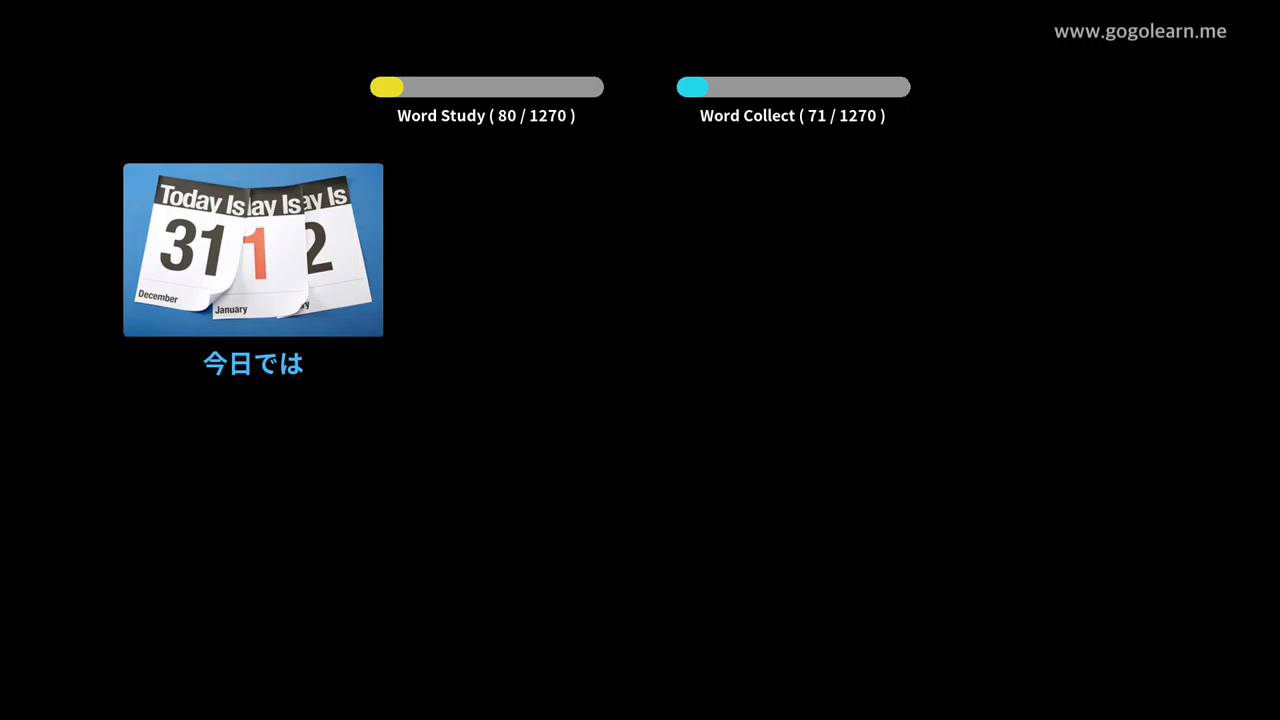 www.gogolearn.me
Word Study ( 80 / 1270 )
Word Collect ( 71 / 1270 )
Today Is
ay Is
ay Is
31
1
2
December
January
ry
今日では